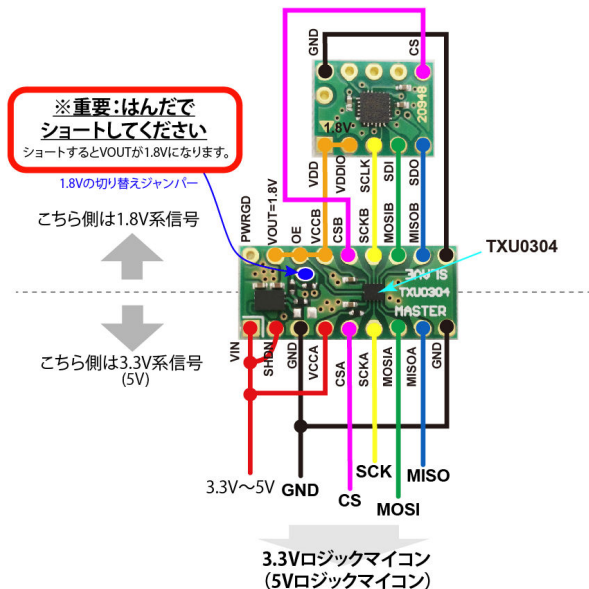 GND
CS
20948
1.8V
※重要：はんだで
ショートしてください
ショートするとVOUTが1.8Vになります。
1.8Vの切り替えジャンパー
VDD
VDDIO
SCLK
SDI
SDO
こちら側は1.8V系信号
PWRGD
VOUT=1.8V
OE
VCCB
CSB
SCKB
MOSIB
MISOB
GND
TXU0304
SLAVE
TXU0304
MASTER
こちら側は3.3V系信号
(5V)
VIN
SHDN
GND
VCCA
CSA
SCKA
MOSIA
MISOA
GND
3.3V～5V
GND
CS
SCK
MOSI
MISO
3.3Vロジックマイコン
（5Vロジックマイコン）